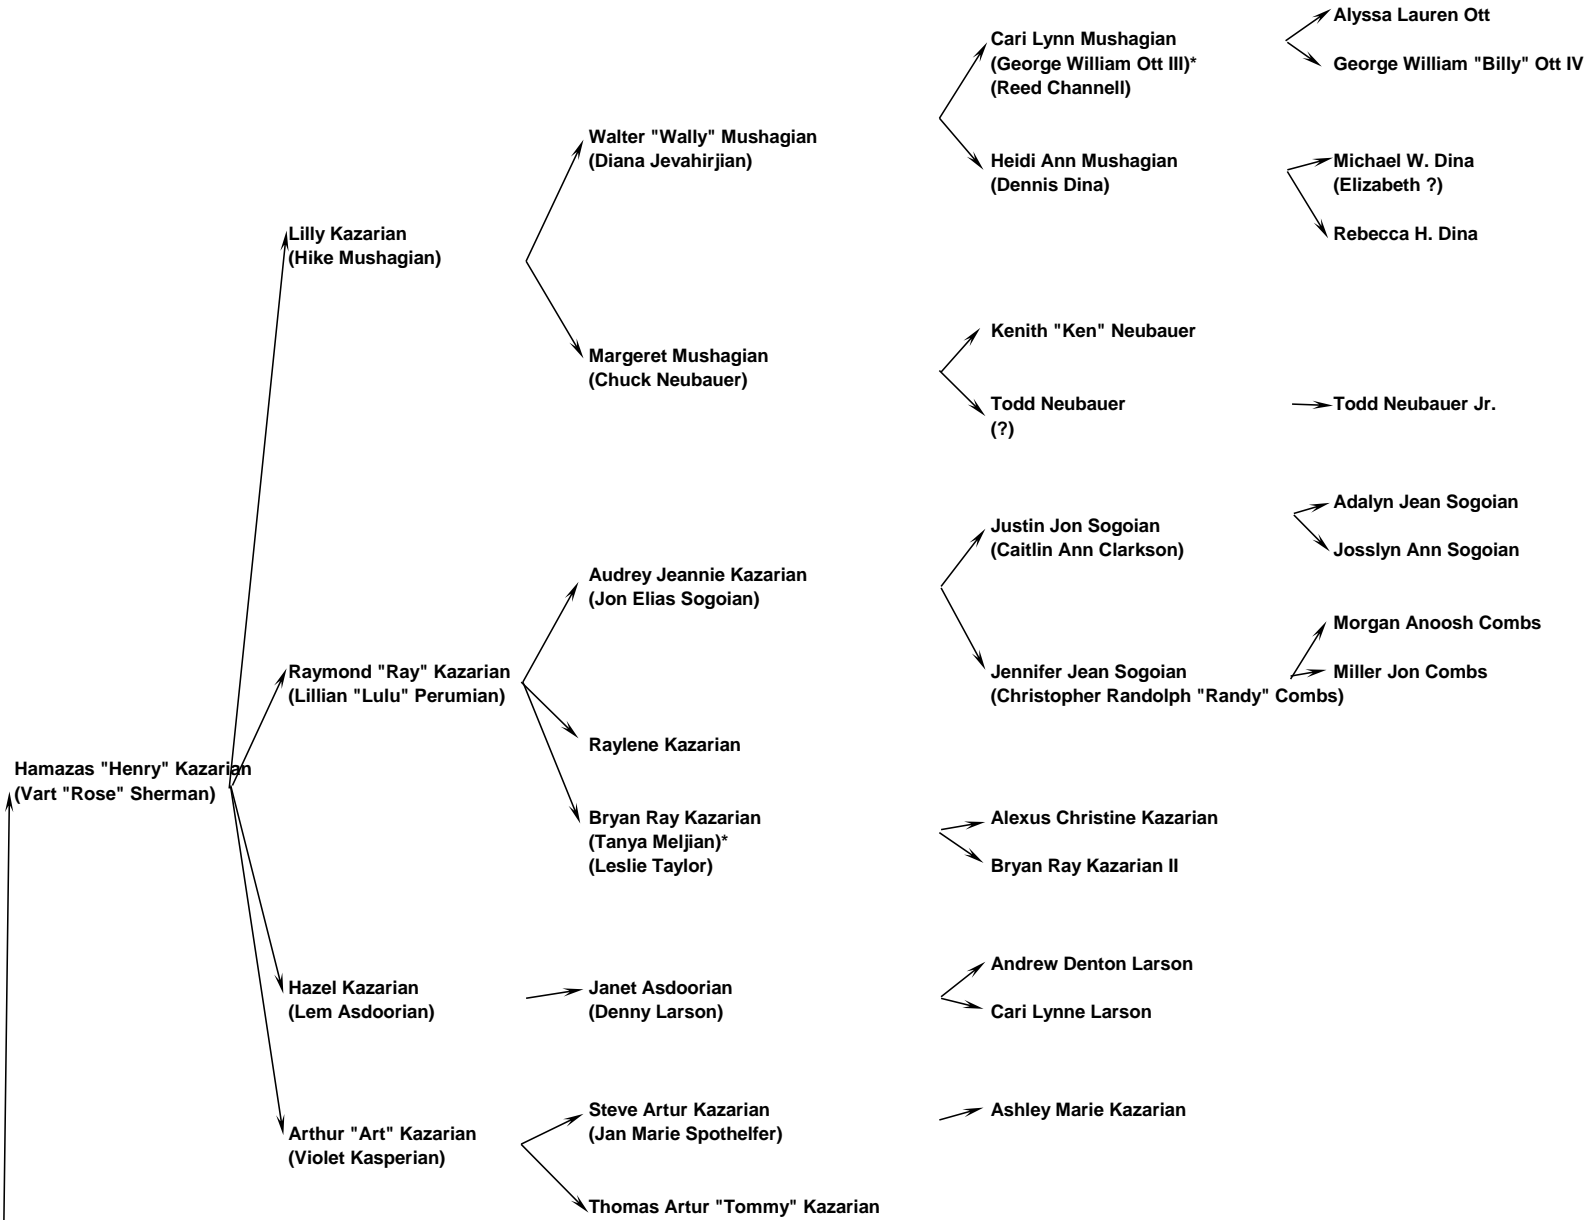 Alyssa Lauren Ott
Cari Lynn Mushagian
(George William Ott III)*
(Reed Channell)
George William "Billy" Ott IV
Walter "Wally" Mushagian
(Diana Jevahirjian)
Heidi Ann Mushagian
(Dennis Dina)
Michael W. Dina
(Elizabeth ?)
Rebecca H. Dina
Lilly Kazarian
(Hike Mushagian)
Kenith "Ken" Neubauer
Margeret Mushagian
(Chuck Neubauer)
Todd Neubauer
(?)
Todd Neubauer Jr.
Adalyn Jean Sogoian
Justin Jon Sogoian
(Caitlin Ann Clarkson)
Josslyn Ann Sogoian
Audrey Jeannie Kazarian
(Jon Elias Sogoian)
Morgan Anoosh Combs
Raymond "Ray" Kazarian
(Lillian "Lulu" Perumian)
Jennifer Jean Sogoian
(Christopher Randolph "Randy" Combs)
Miller Jon Combs
Raylene Kazarian
Hamazas "Henry" Kazarian
(Vart "Rose" Sherman)
Bryan Ray Kazarian
(Tanya Meljian)*
(Leslie Taylor)
Alexus Christine Kazarian
Bryan Ray Kazarian II
Andrew Denton Larson
Hazel Kazarian
(Lem Asdoorian)
Janet Asdoorian
(Denny Larson)
Cari Lynne Larson
Steve Artur Kazarian
(Jan Marie Spothelfer)
Ashley Marie Kazarian
Arthur "Art" Kazarian
(Violet Kasperian)
Thomas Artur "Tommy" Kazarian